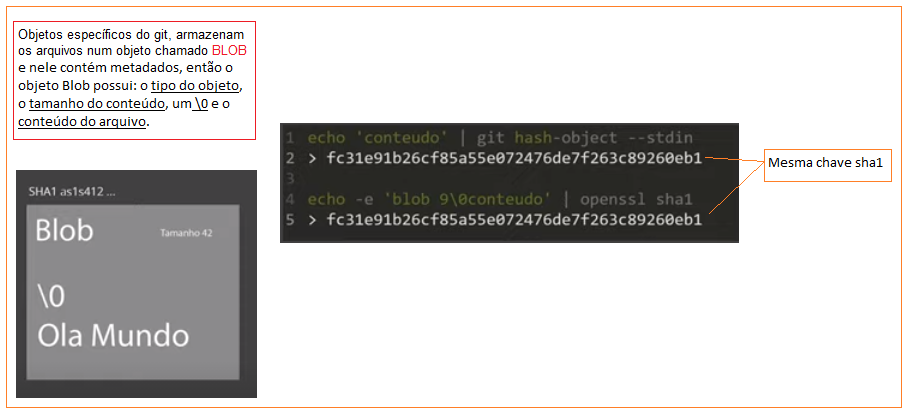 Objetos específicos do git, armazenam
os arquivos num objeto chamado BLOB
e nele contém metadados, então o
objeto Blob possui: o tipo do objeto,
o tamanho do conteúdo, um \0 e o
conteúdo do arquivo.
SHA1 as1s412 ...
Blob
Tamanho 42
\0
Ola Mundo
1 echo 'conteudo' | git hash-object --stdin
2 > fc31e91b26cf85a55e072476de7f263c89260eb1
3
4 echo -e 'blob 9\0conteudo' | openssl sha1
5 > fc31e91b26cf85a55e072476de7f263c89260eb1
Mesma chave sha1